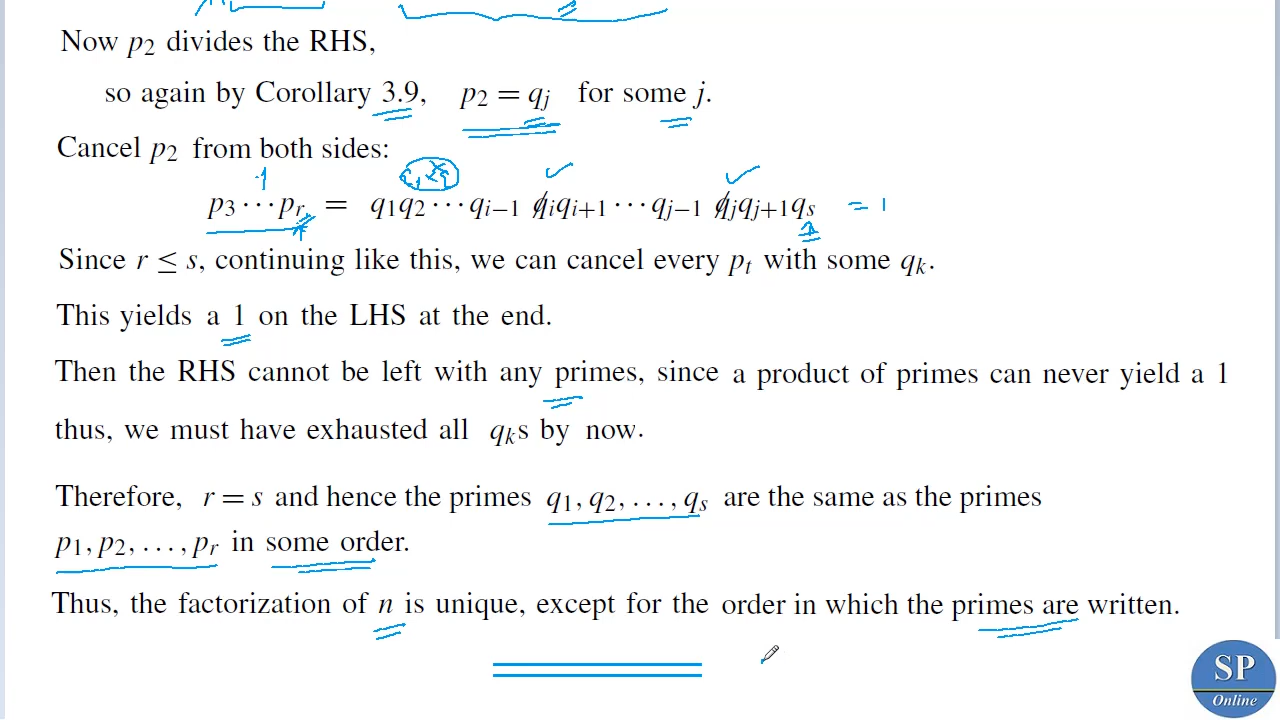 Now p₂ divides the RHS,
so again by Corollary 3.9, p₂ = qⱼ for some j.
Cancel p₂ from both sides:
1
p₃ ⋯ pᵣ = q₁q₂ ⋯ qᵢ₋₁ qᵢqᵢ₊₁ ⋯ qⱼ₋₁ qⱼqⱼ₊₁qₛ = 1
Since r ≤ s, continuing like this, we can cancel every pₜ with some qₖ.
This yields a 1 on the LHS at the end.
Then the RHS cannot be left with any primes, since a product of primes can never yield a 1
thus, we must have exhausted all qₖs by now.
Therefore, r = s and hence the primes q₁, q₂, . . . , qₛ are the same as the primes
p₁, p₂, . . . , pᵣ in some order.
Thus, the factorization of n is unique, except for the order in which the primes are written.
SP
Online